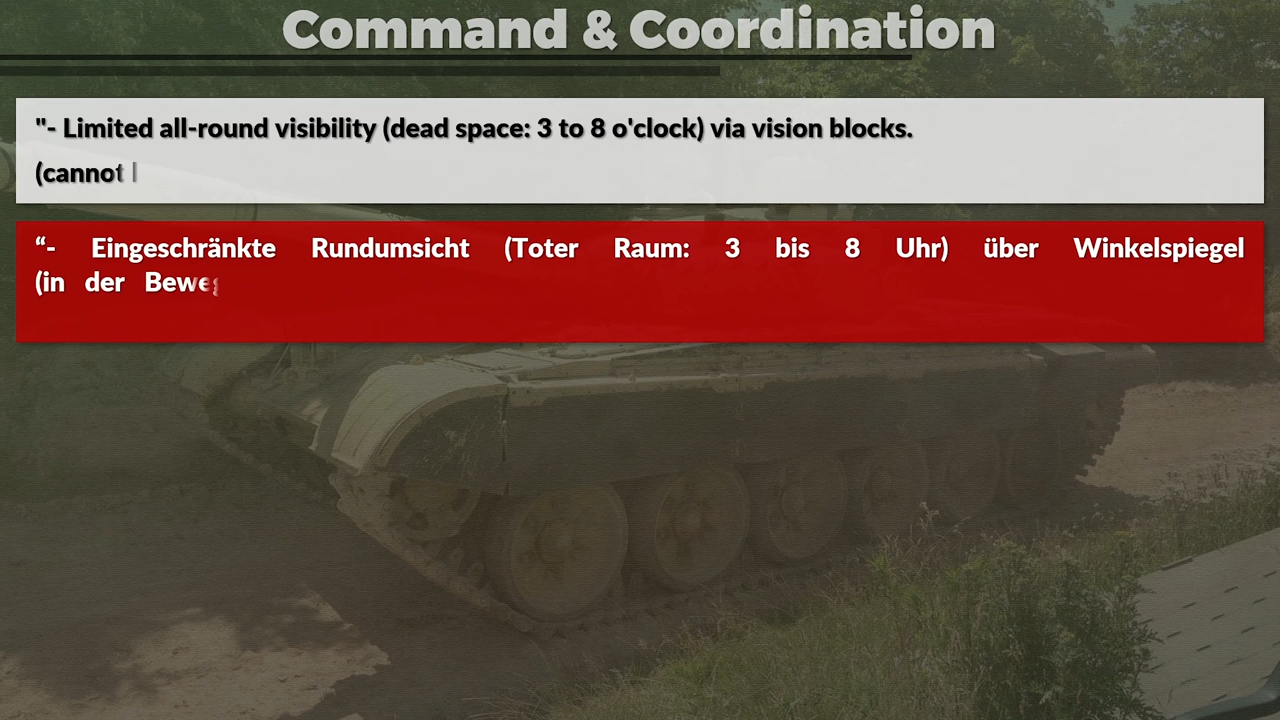 Command & Coordination
"- Limited all-round visibility (dead space: 3 to 8 o'clock) via vision blocks.
(cannot
“- Eingeschränkte Rundumsicht (Toter Raum: 3 bis 8 Uhr) über Winkelspiegel
(in der